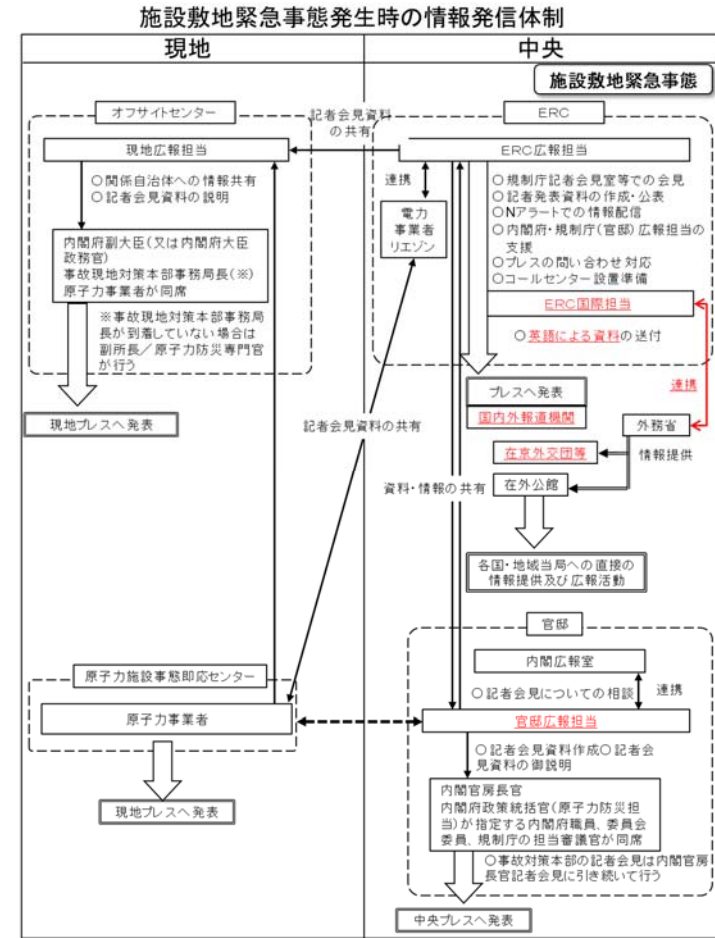 施設敷地緊急事態発生時の情報発信体制
現地
中央
施設敷地緊急事態
オフサイトセンター
現地広報担当
○関係自治体への情報共有
○記者会見資料の説明
内閣府副大臣(又は内閣府大臣
政務官)
事故現地対策本部事務局長(※)
原子力事業者が同席
※事故現地対策本部事務局
長が到着していない場合は
副所長/原子力防災専門官
が行う
現地プレスへ発表
記者会見資料
の共有
ERC
ERC広報担当
連携
電力
事業者
リエゾン
○規制庁記者会見室等での会見
○記者発表資料の作成・公表
○Nアラートでの情報配信
○内閣府・規制庁(官邸)広報担当の
支援
○プレスの問い合わせ対応
○コールセンター設置準備
ERC国際担当
○英語による資料の送付
プレスへ発表
国内外報道機関
連携
外務省
在京外交団等
情報提供
在外公館
各国・地域当局への直接の
情報提供及び広報活動
記者会見資料の共有
資料・情報の共有
原子力施設事態即応センター
原子力事業者
現地プレスへ発表
官邸
内閣広報室
○記者会見についての相談
連携
官邸広報担当
○記者会見資料作成○記者会
見資料の御説明
内閣官房長官
内閣府政策統括官(原子力防災担
当)が指定する内閣府職員、委員会
委員、規制庁の担当審議官が同席
○事故対策本部の記者会見は内閣官房
長官記者会見に引き続いて行う
中央プレスへ発表